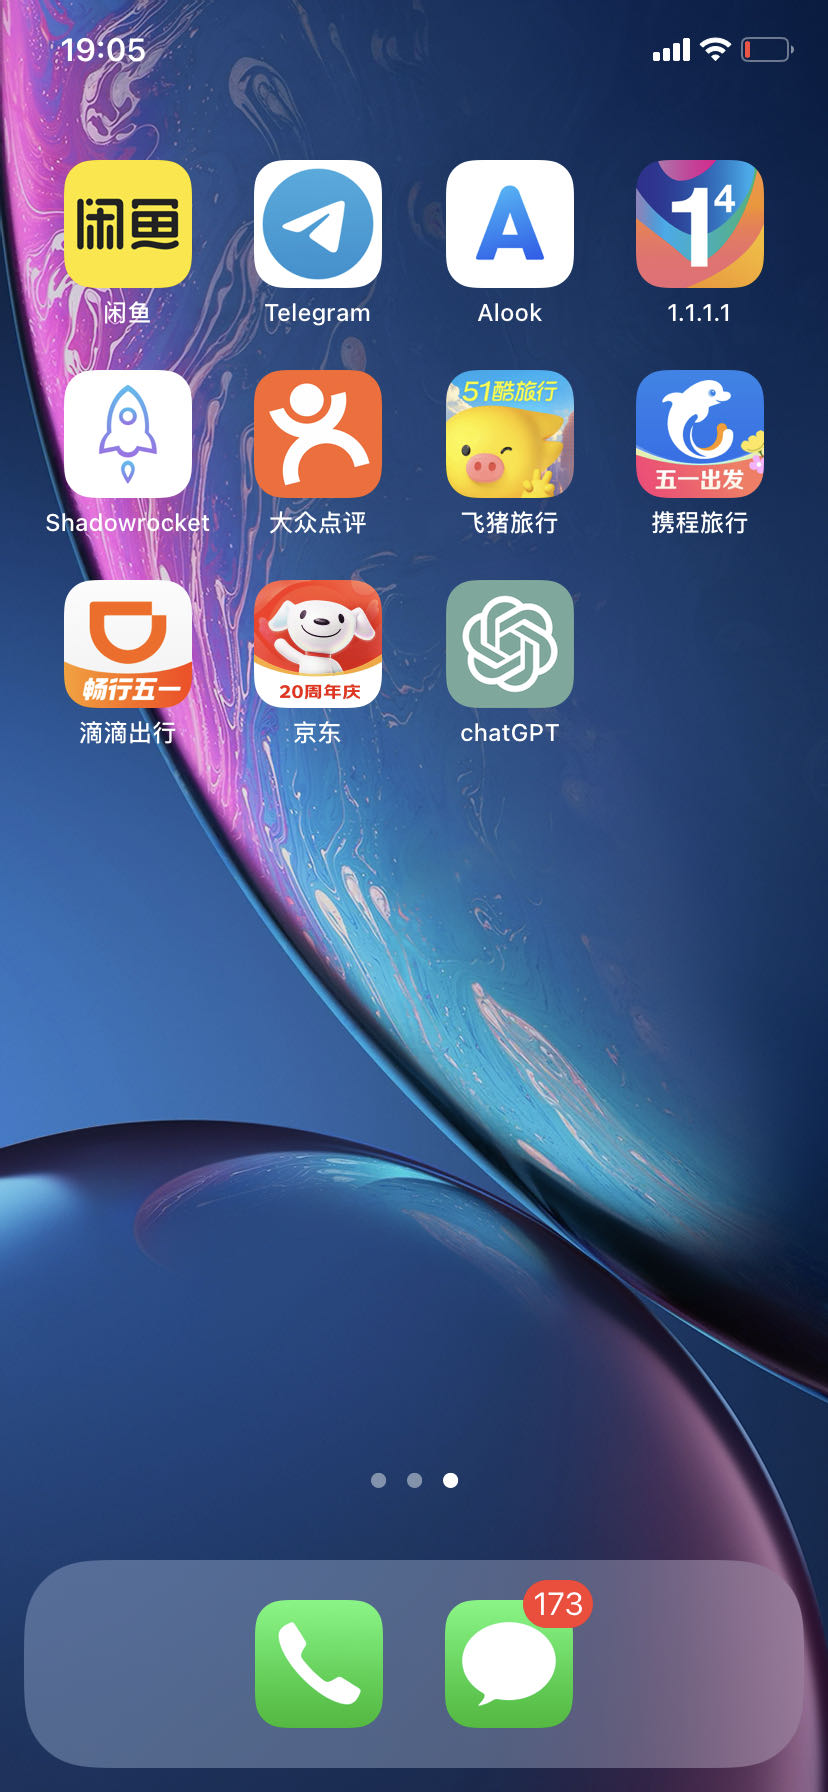 19:05
闲鱼
A
1⁴
闲鱼
Telegram
Alook
1.1.1.1
51酷旅行
五一出发
Shadowrocket
大众点评
飞猪旅行
携程旅行
畅行五一
20周年庆
滴滴出行
京东
chatGPT
173